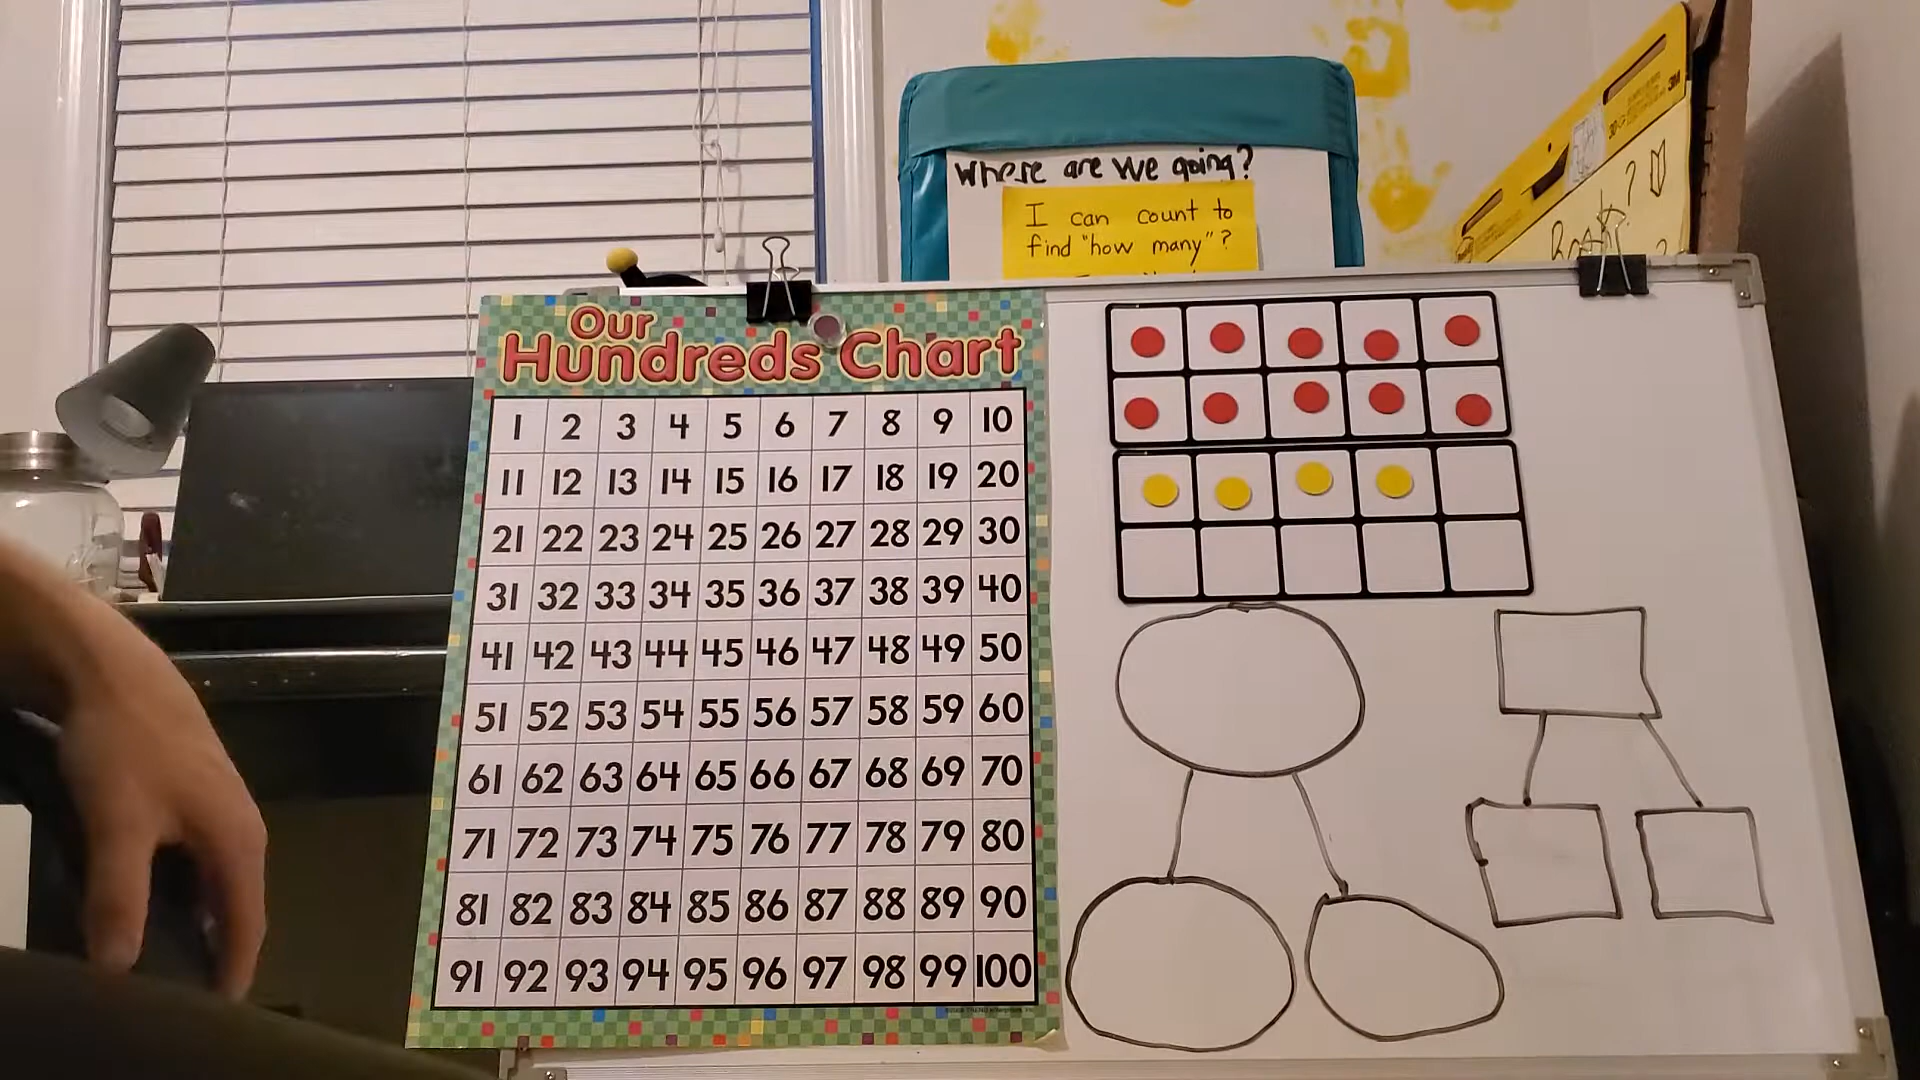 Where are we going?
I can count to
find "how many"?
3M
Our
Hundreds Chart
1 2 3 4 5 6 7 8 9 10
11 12 13 14 15 16 17 18 19 20
21 22 23 24 25 26 27 28 29 30
31 32 33 34 35 36 37 38 39 40
41 42 43 44 45 46 47 48 49 50
51 52 53 54 55 56 57 58 59 60
61 62 63 64 65 66 67 68 69 70
71 72 73 74 75 76 77 78 79 80
81 82 83 84 85 86 87 88 89 90
91 92 93 94 95 96 97 98 99 100